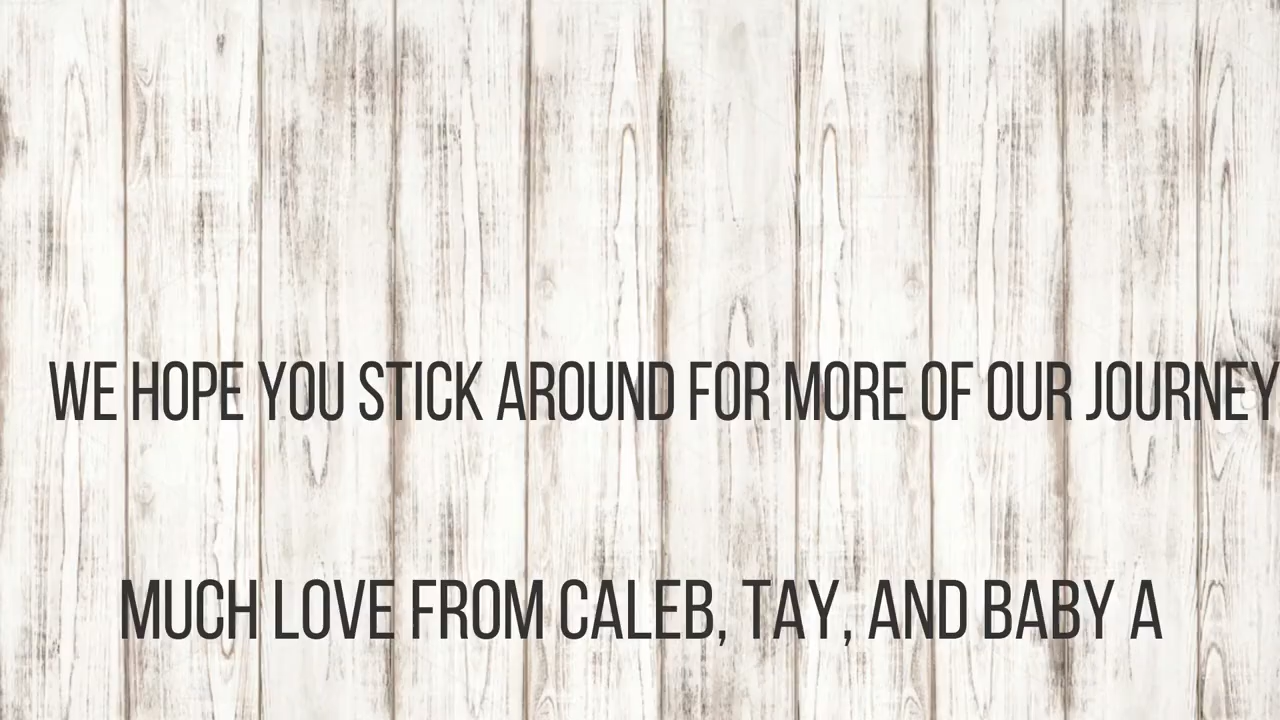 WE HOPE YOU STICK AROUND FOR MORE OF OUR JOURNEY
MUCH LOVE FROM CALEB, TAY, AND BABY A